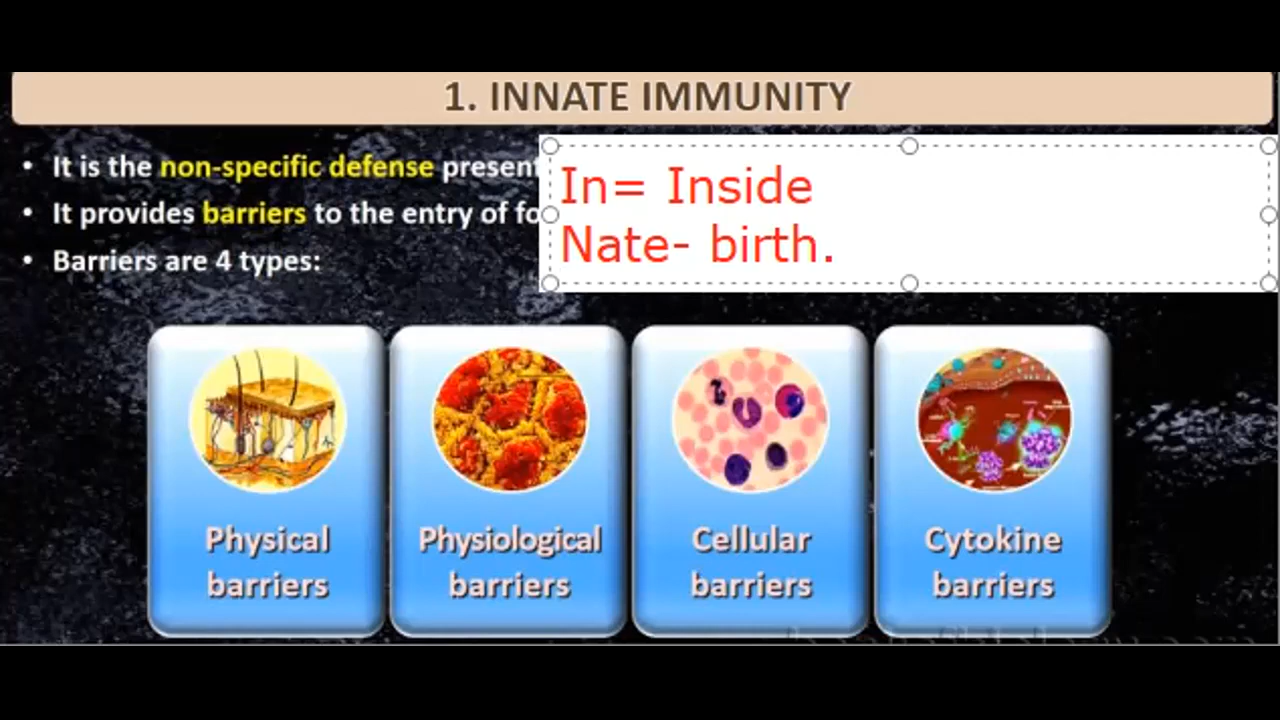 1. INNATE IMMUNITY
• It is the non-specific defense present
• It provides barriers to the entry of fo
• Barriers are 4 types:
In= Inside
Nate- birth.
Physical
barriers
Physiological
barriers
Cellular
barriers
Cytokine
barriers